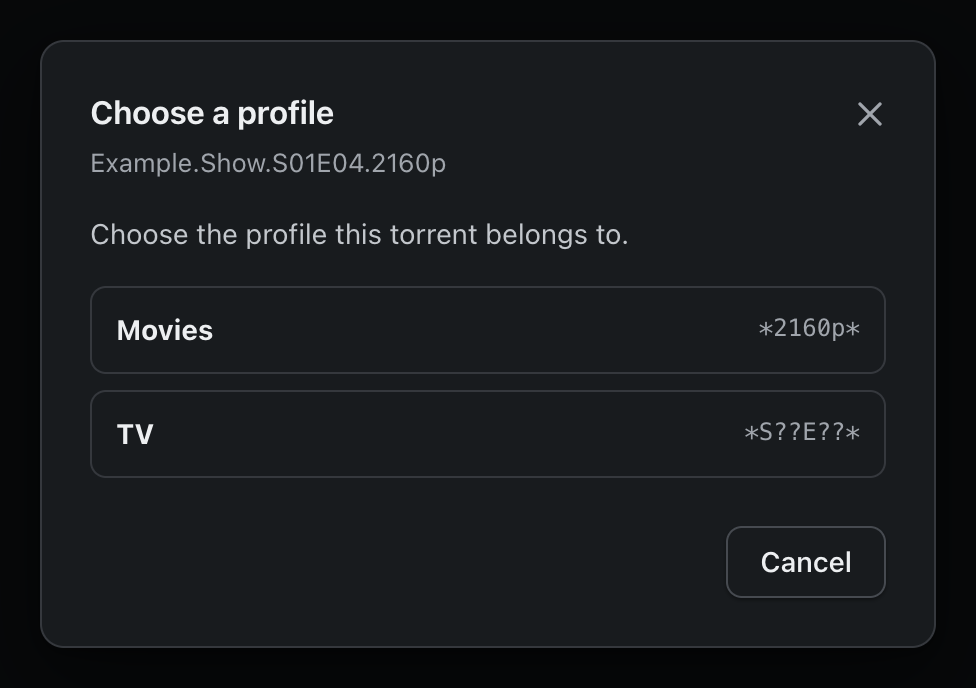 Choose a profile
Example.Show.S01E04.2160p
Choose the profile this torrent belongs to.
Movies *2160p*
TV *S??E??*
Cancel